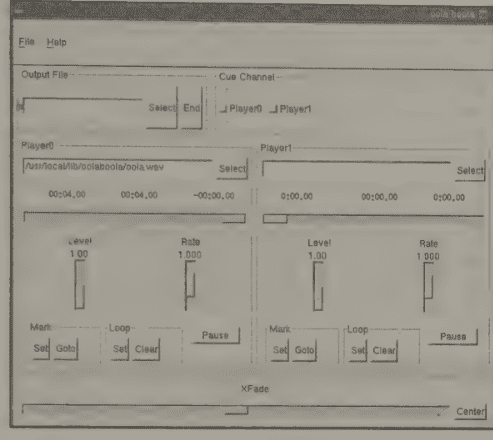 oola boola
File Help
Output File
Cue Channel
Select End
Player0 Player1
Player0
Player1
/usr/local/lib/oolaboola/oola.wav Select
Select
00:04.00 00:04.00 -00:00.00 0:00.00 00:00.00 0:00.00
Level Rate Level Rate
1.00 1.000 1.00 1.000
Mark Loop Mark Loop
Set Goto Set Clear Pause Set Goto Set Clear Pause
XFade
Center